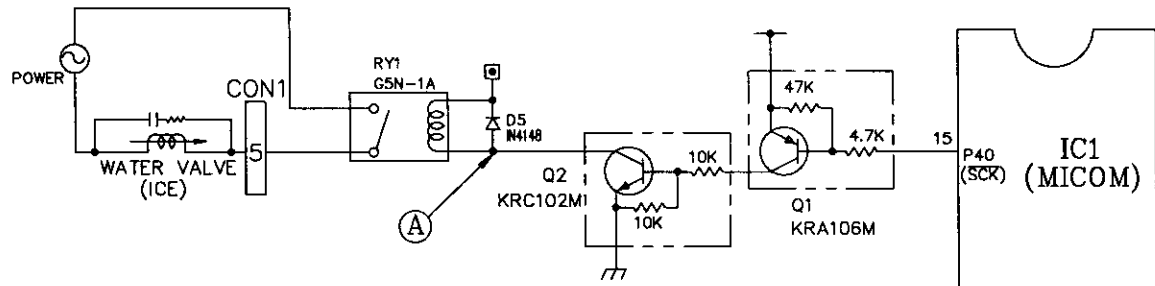 POWER
CON1
5
WATER VALVE
(ICE)
RY1
G5N-1A
D5
IN4148
A
Q2
KRC102M
10K
10K
47K
4.7K
Q1
KRA106M
15
P40
(SCK)
IC1
(MICOM)